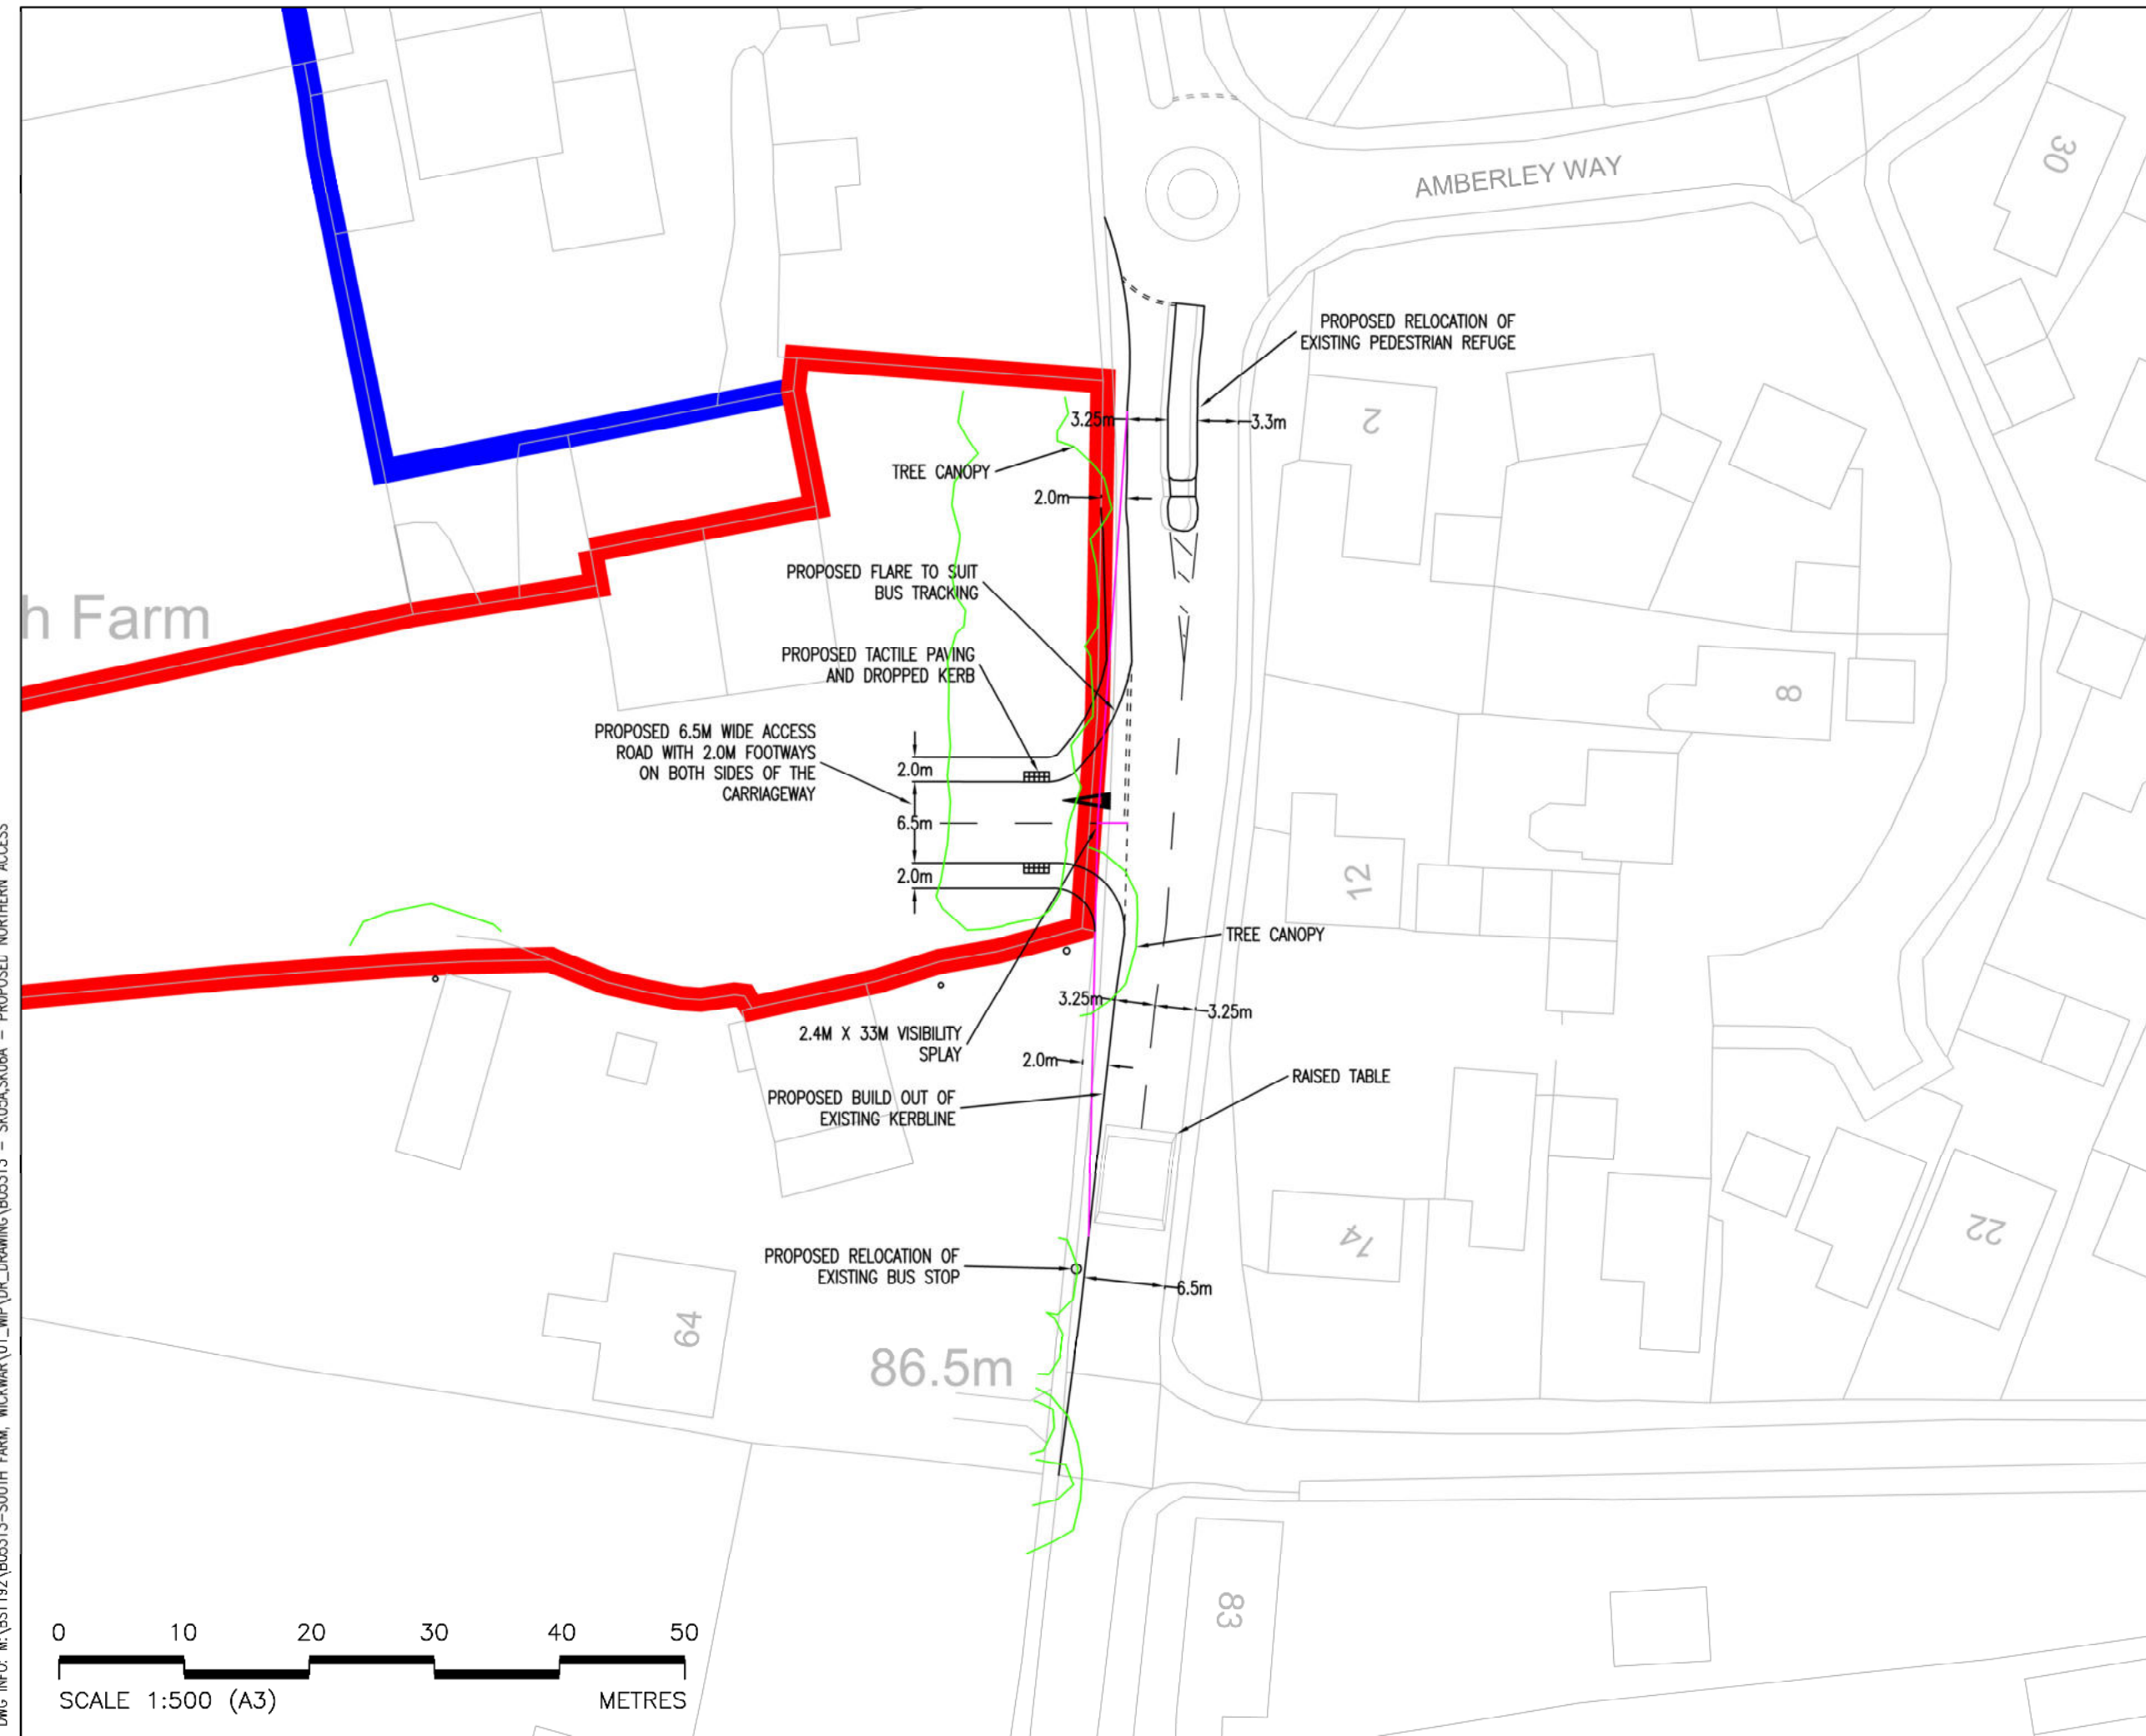 AMBERLEY WAY
30
PROPOSED RELOCATION OF
EXISTING PEDESTRIAN REFUGE
3.25m
3.3m
2
TREE CANOPY
2.0m
PROPOSED FLARE TO SUIT
BUS TRACKING
h Farm
PROPOSED TACTILE PAVING
AND DROPPED KERB
8
PROPOSED 6.5M WIDE ACCESS
ROAD WITH 2.0M FOOTWAYS
ON BOTH SIDES OF THE
CARRIAGEWAY
2.0m
6.5m
2.0m
12
TREE CANOPY
3.25m
3.25m
2.4M X 33M VISIBILITY
SPLAY
2.0m
RAISED TABLE
PROPOSED BUILD OUT OF
EXISTING KERBLINE
14
22
PROPOSED RELOCATION OF
EXISTING BUS STOP
6.5m
64
86.5m
83
0 10 20 30 40 50
SCALE 1:500 (A3) METRES